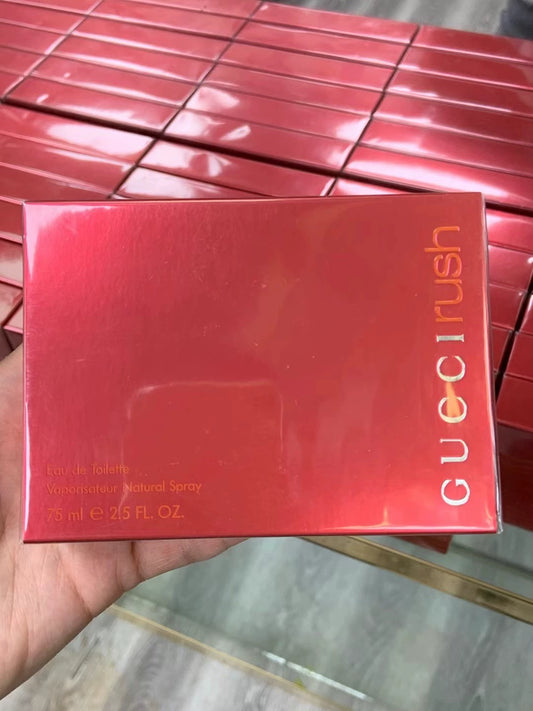 GUCCI rush
Eau de Toilette
Vaporisateur Natural Spray
75 ml ℮ 2.5 FL. OZ.